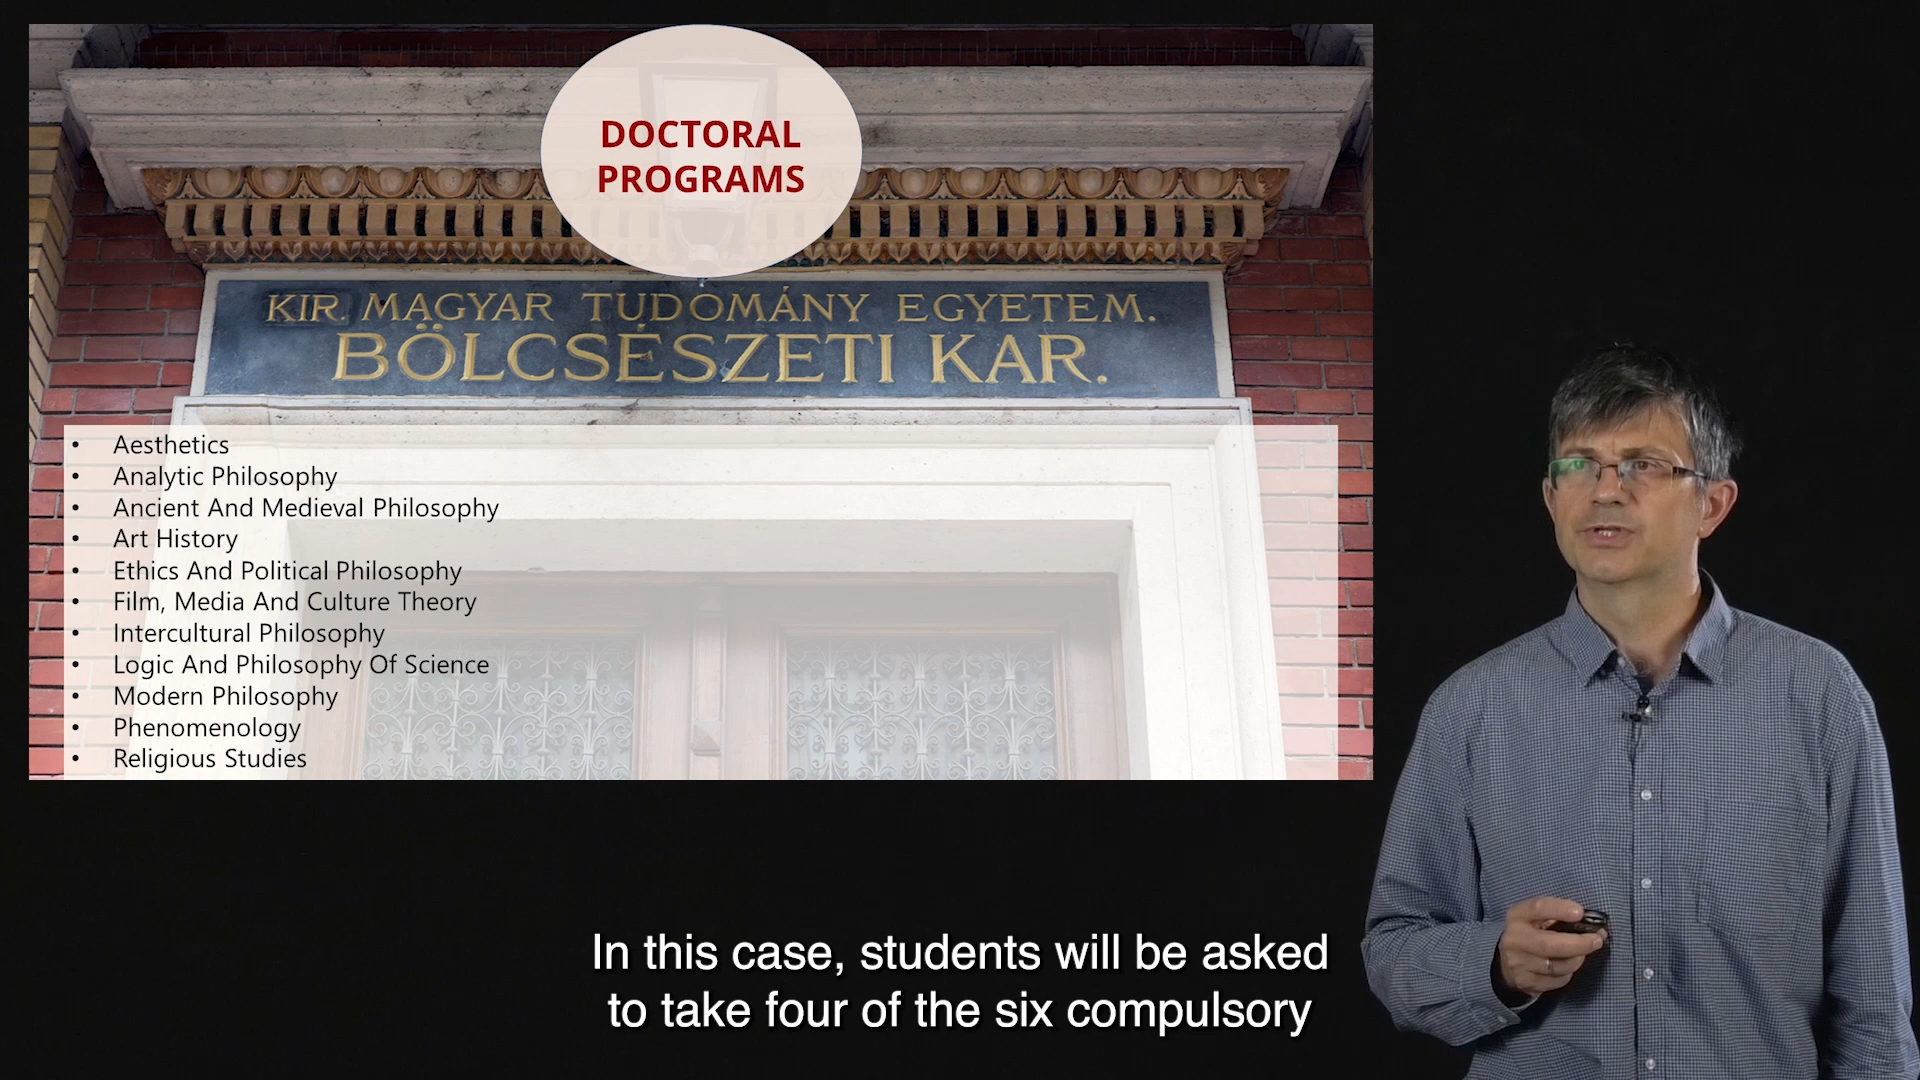 DOCTORAL
PROGRAMS
KIR. MAGYAR TUDOMÁNY EGYETEM.
BÖLCSÉSZETI KAR.
• Aesthetics
• Analytic Philosophy
• Ancient And Medieval Philosophy
• Art History
• Ethics And Political Philosophy
• Film, Media And Culture Theory
• Intercultural Philosophy
• Logic And Philosophy Of Science
• Modern Philosophy
• Phenomenology
• Religious Studies
In this case, students will be asked
to take four of the six compulsory